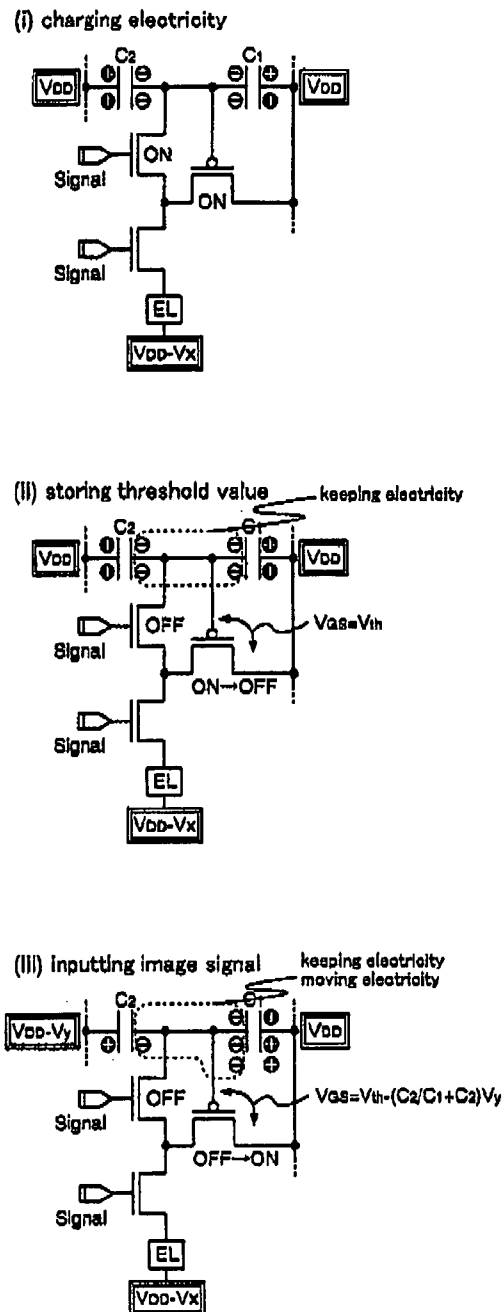 (i) charging electricity
C2
C1
VDD
VDD
ON
Signal
ON
Signal
EL
VDD-Vx
(ii) storing threshold value
keeping electricity
C2
C1
VDD
VDD
OFF
VGS=Vth
Signal
ON→OFF
Signal
EL
VDD-Vx
(iii) inputting image signal
keeping electricity
moving electricity
C2
C1
VDD-Vy
VDD
OFF
VGS=Vth-(C2/C1+C2)Vy
Signal
OFF→ON
Signal
EL
VDD-Vx